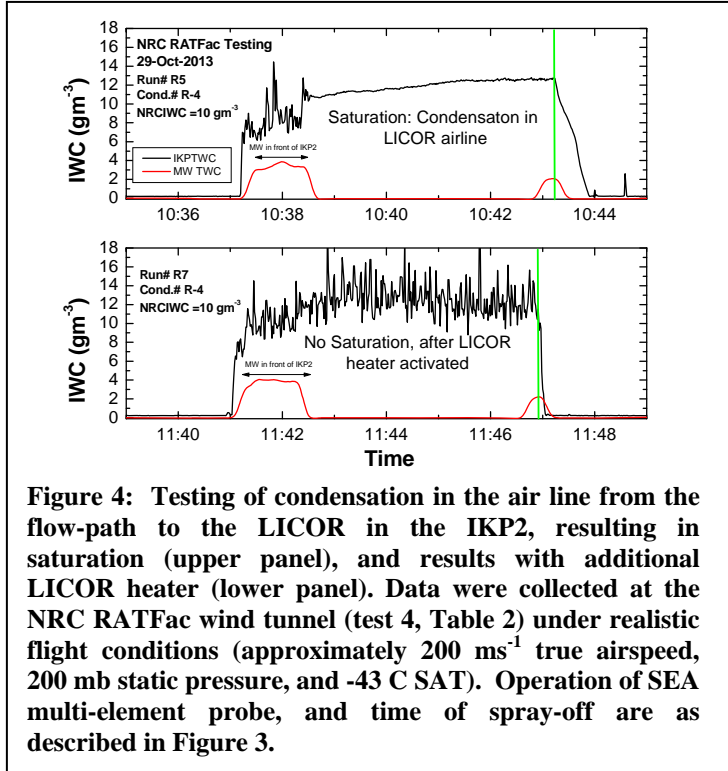 NRC RATFac Testing
29-Oct-2013
Run# R5
Cond.# R-4
NRCIWC =10 gm-3
IWC (gm-3)
18
16
14
12
10
8
6
4
2
0
Saturation: Condensaton in
LICOR airline
MW in front of IKP2
IKPTWC
MW TWC
10:36 10:38 10:40 10:42 10:44
Run# R7
Cond.# R-4
NRCIWC =10 gm-3
IWC (gm-3)
18
16
14
12
10
8
6
4
2
0
No Saturation, after LICOR
heater activated
MW in front of IKP2
11:40 11:42 11:44 11:46 11:48
Time
Figure 4: Testing of condensation in the air line from the
flow-path to the LICOR in the IKP2, resulting in
saturation (upper panel), and results with additional
LICOR heater (lower panel). Data were collected at the
NRC RATFac wind tunnel (test 4, Table 2) under realistic
flight conditions (approximately 200 ms-1 true airspeed,
200 mb static pressure, and -43 C SAT). Operation of SEA
multi-element probe, and time of spray-off are as
described in Figure 3.